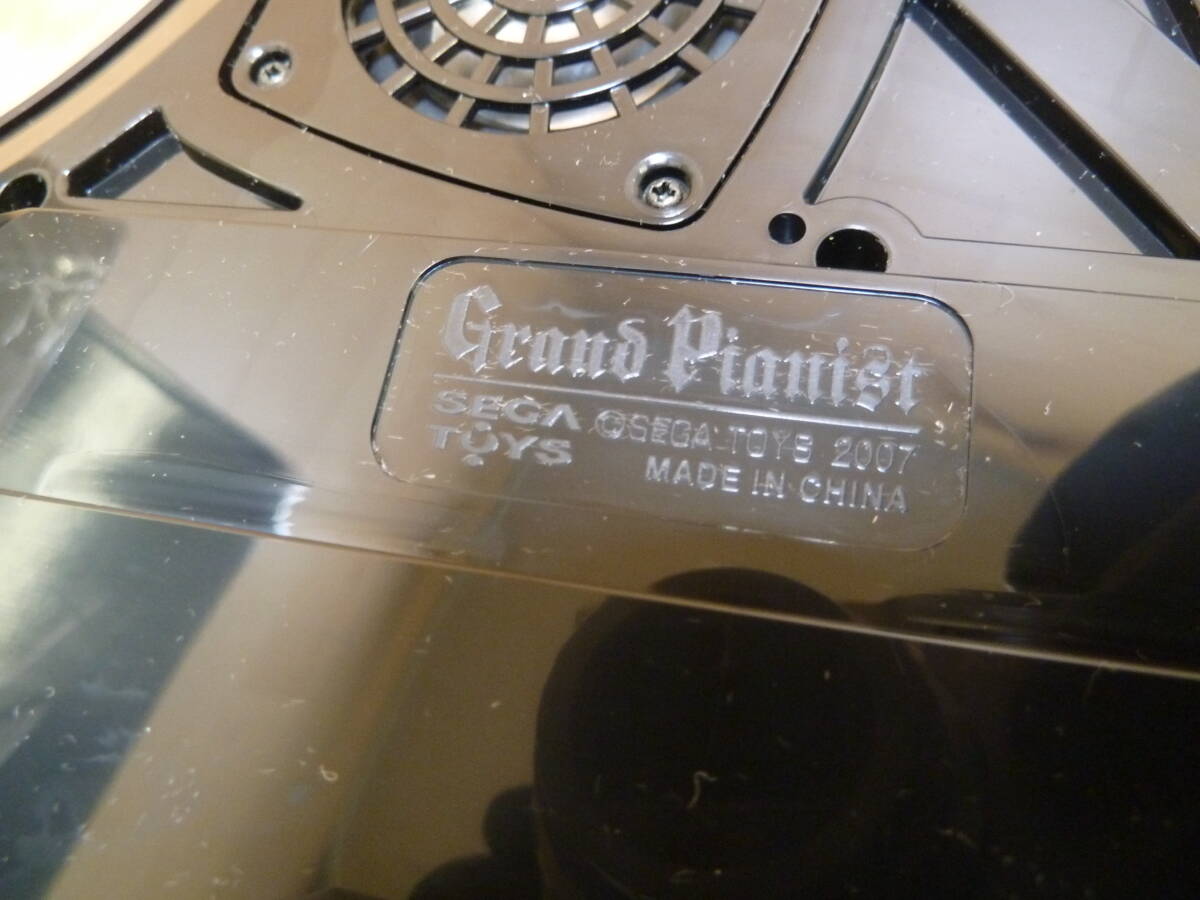 Grand Pianist
SEGA TOYS
©SEGA TOYS 2007
MADE IN CHINA